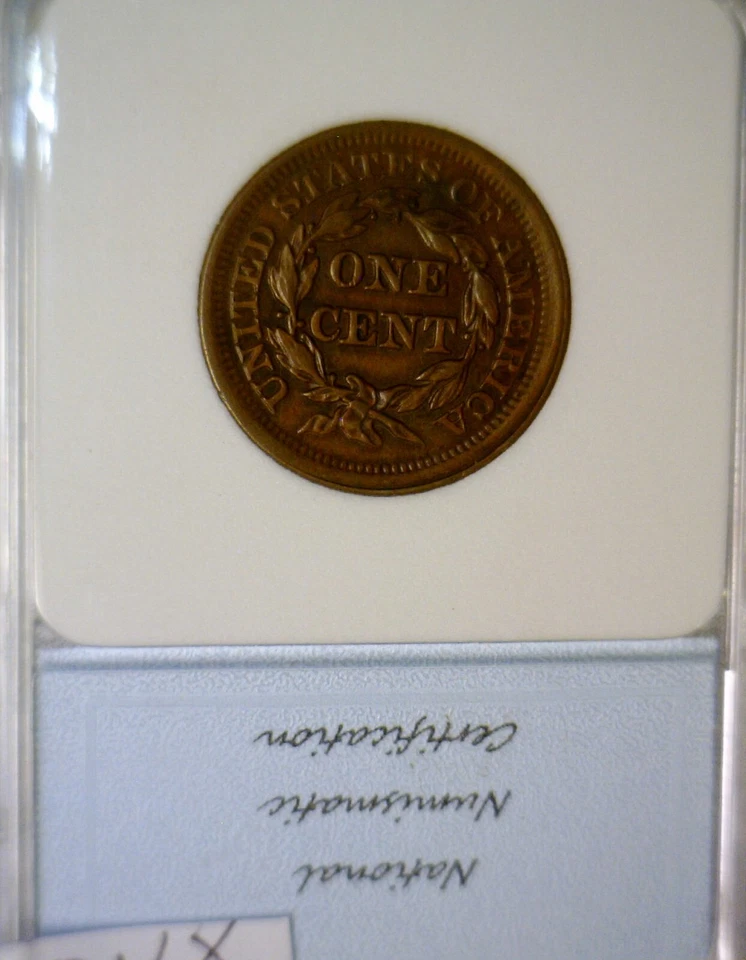 UNITED STATES OF AMERICA
ONE
CENT
National
Numismatic
Certification